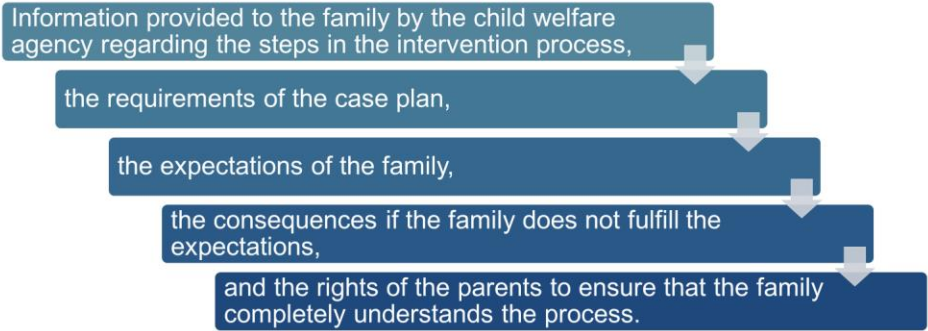 Information provided to the family by the child welfare
agency regarding the steps in the intervention process,
the requirements of the case plan,
the expectations of the family,
the consequences if the family does not fulfill the
expectations,
and the rights of the parents to ensure that the family
completely understands the process.